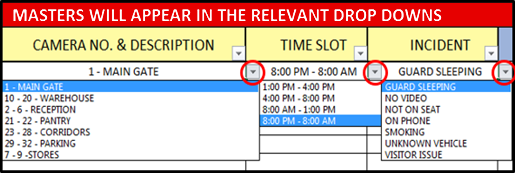 MASTERS WILL APPEAR IN THE RELEVANT DROP DOWNS
CAMERA NO. & DESCRIPTION
TIME SLOT
INCIDENT
1 - MAIN GATE
8:00 PM - 8:00 AM
GUARD SLEEPING
1 - MAIN GATE
10 - 20 - WAREHOUSE
2 - 6 - RECEPTION
21 - 22 - PANTRY
23 - 28 - CORRIDORS
29 - 32 - PARKING
7 - 9 -STORES
1:00 PM - 4:00 PM
4:00 PM - 8:00 PM
8:00 AM - 1:00 PM
8:00 PM - 8:00 AM
GUARD SLEEPING
NO VIDEO
NOT ON SEAT
ON PHONE
SMOKING
UNKNOWN VEHICLE
VISITOR ISSUE